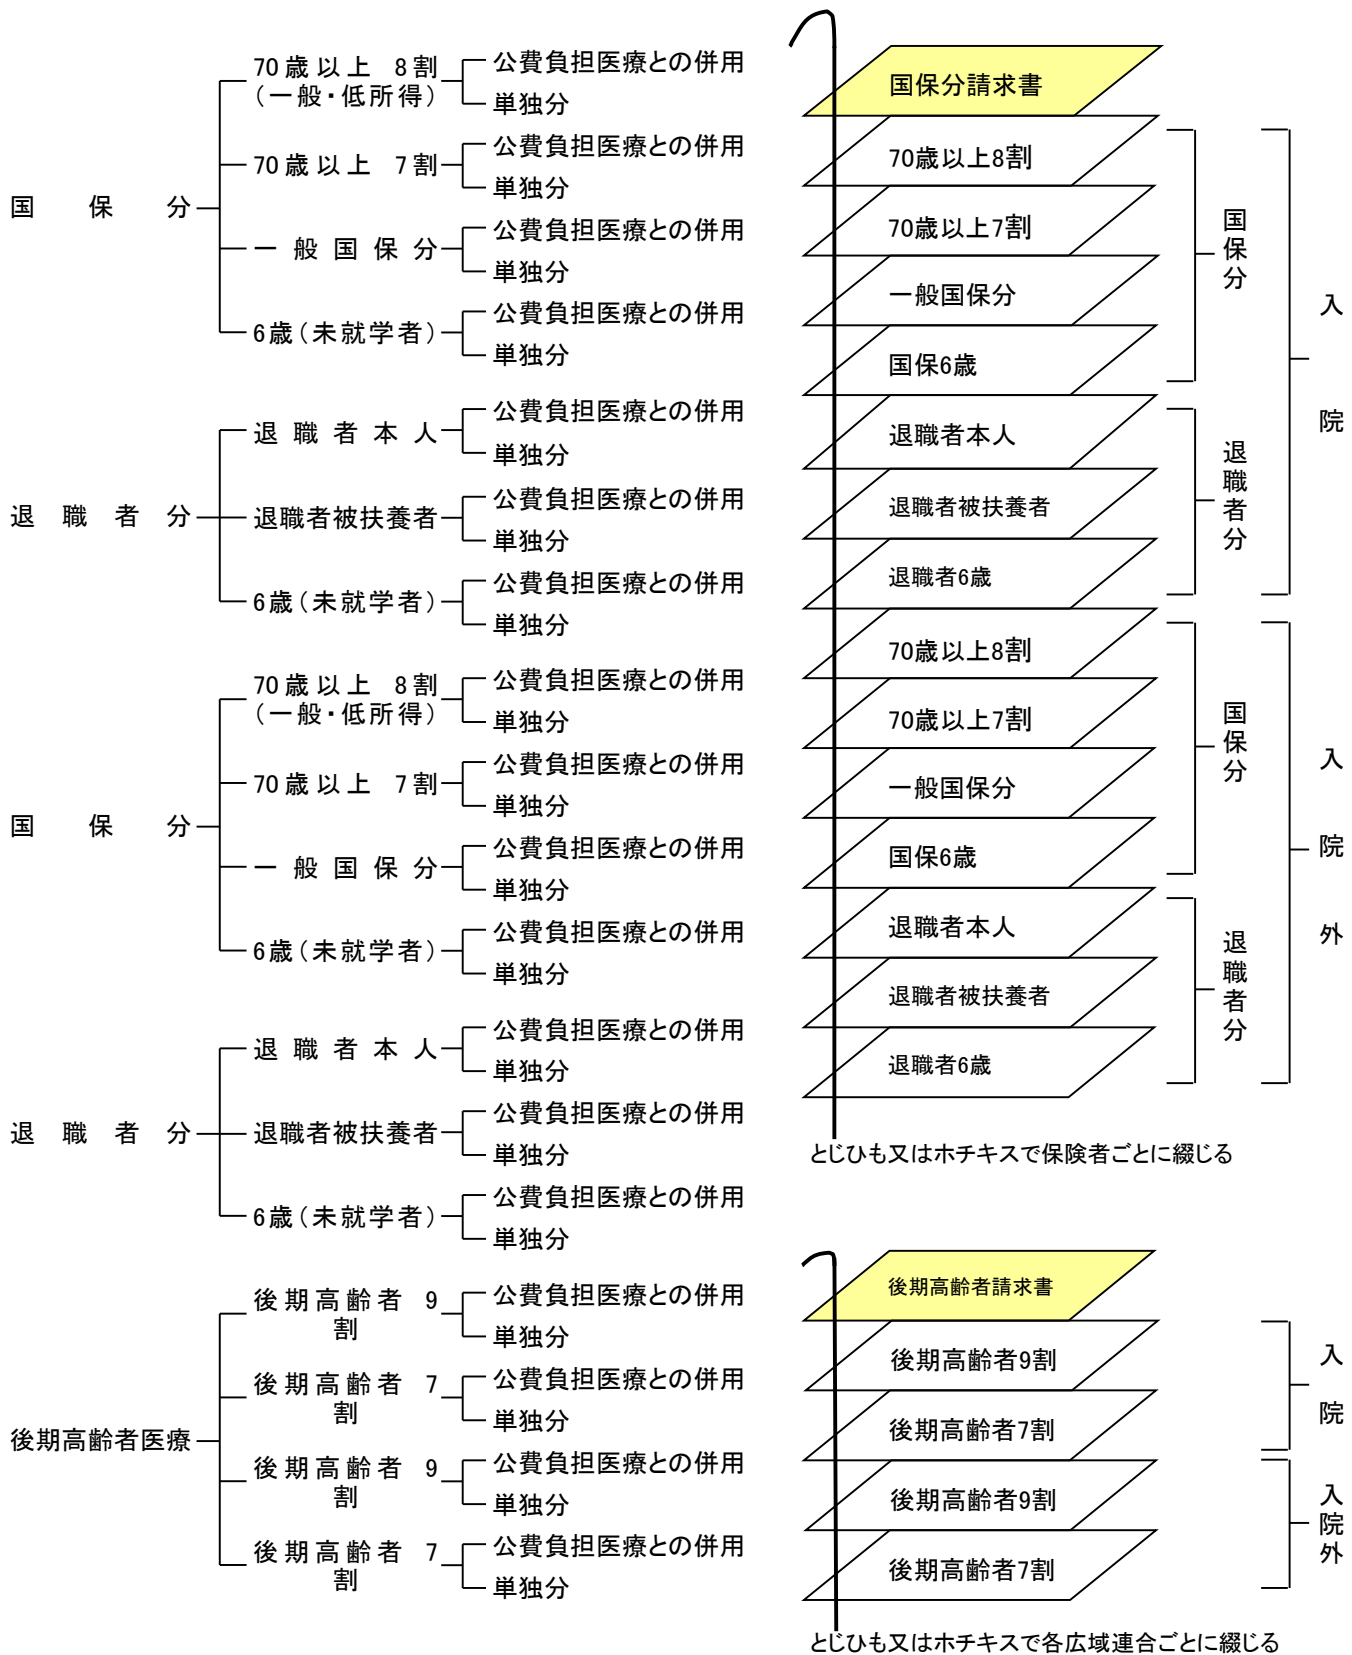 国保分
70歳以上 8割
(一般・低所得)
公費負担医療との併用
単独分
70歳以上 7割
公費負担医療との併用
単独分
一般国保分
公費負担医療との併用
単独分
6歳(未就学者)
公費負担医療との併用
単独分
退職者分
退職者本人
公費負担医療との併用
単独分
退職者被扶養者
公費負担医療との併用
単独分
6歳(未就学者)
公費負担医療との併用
単独分
国保分
70歳以上 8割
(一般・低所得)
公費負担医療との併用
単独分
70歳以上 7割
公費負担医療との併用
単独分
一般国保分
公費負担医療との併用
単独分
6歳(未就学者)
公費負担医療との併用
単独分
退職者分
退職者本人
公費負担医療との併用
単独分
退職者被扶養者
公費負担医療との併用
単独分
6歳(未就学者)
公費負担医療との併用
単独分
後期高齢者医療
後期高齢者 9
割
公費負担医療との併用
単独分
後期高齢者 7
割
公費負担医療との併用
単独分
後期高齢者 9
割
公費負担医療との併用
単独分
後期高齢者 7
割
公費負担医療との併用
単独分
国保分請求書
70歳以上8割
70歳以上7割
一般国保分
国保6歳
国保分
退職者本人
退職者被扶養者
退職者6歳
退職者分
入院
70歳以上8割
70歳以上7割
一般国保分
国保6歳
国保分
退職者本人
退職者被扶養者
退職者6歳
退職者分
入院外
とじひも又はホチキスで保険者ごとに綴じる
後期高齢者請求書
後期高齢者9割
後期高齢者7割
入院
後期高齢者9割
後期高齢者7割
入院外
とじひも又はホチキスで各広域連合ごとに綴じる